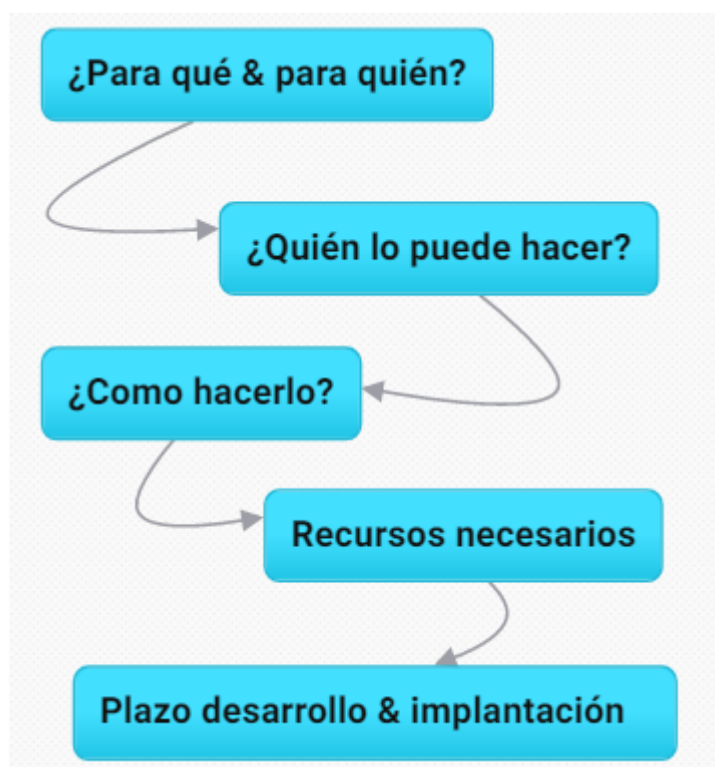 ¿Para qué & para quién?
¿Quién lo puede hacer?
¿Como hacerlo?
Recursos necesarios
Plazo desarrollo & implantación